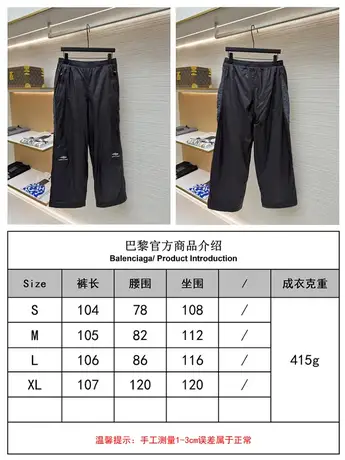 巴黎官方商品介绍
Balenciaga/ Product Introduction
Size 裤长 腰围 坐围 / 成衣克重
S 104 78 108 /
M 105 82 112 /
L 106 86 116 /
XL 107 120 120 /
415g
/
温馨提示：手工测量1-3cm误差属于正常